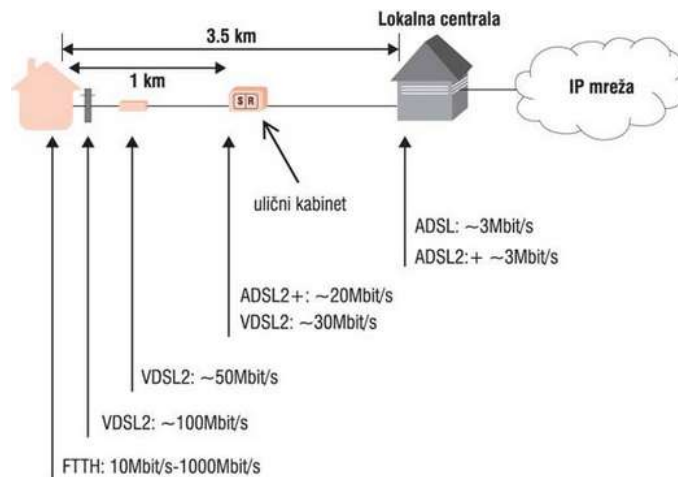 Lokalna centrala
3.5 km
1 km
IP mreža
S R
ulični kabinet
ADSL: ~3Mbit/s
ADSL2:+ ~3Mbit/s
ADSL2+: ~20Mbit/s
VDSL2: ~30Mbit/s
VDSL2: ~50Mbit/s
VDSL2: ~100Mbit/s
FTTH: 10Mbit/s-1000Mbit/s